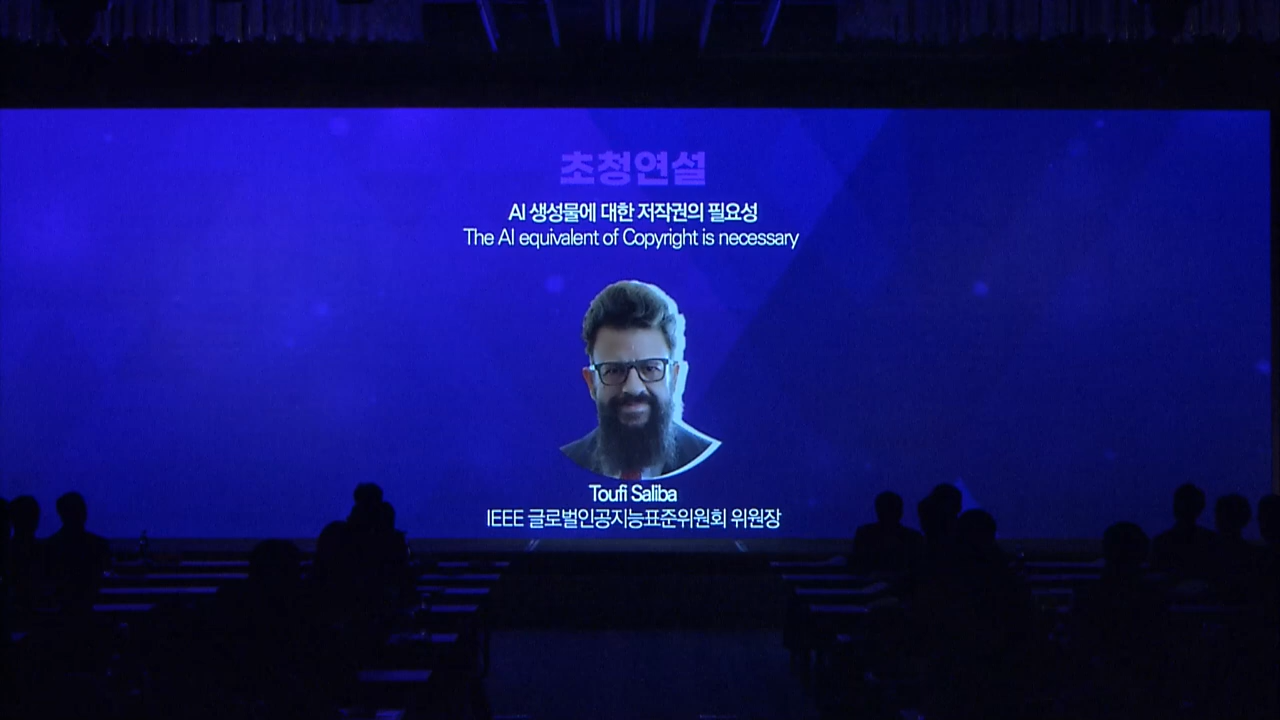 초청연설
AI 생성물에 대한 저작권의 필요성
The AI equivalent of Copyright is necessary
Toufi Saliba
IEEE 글로벌인공지능표준위원회 위원장